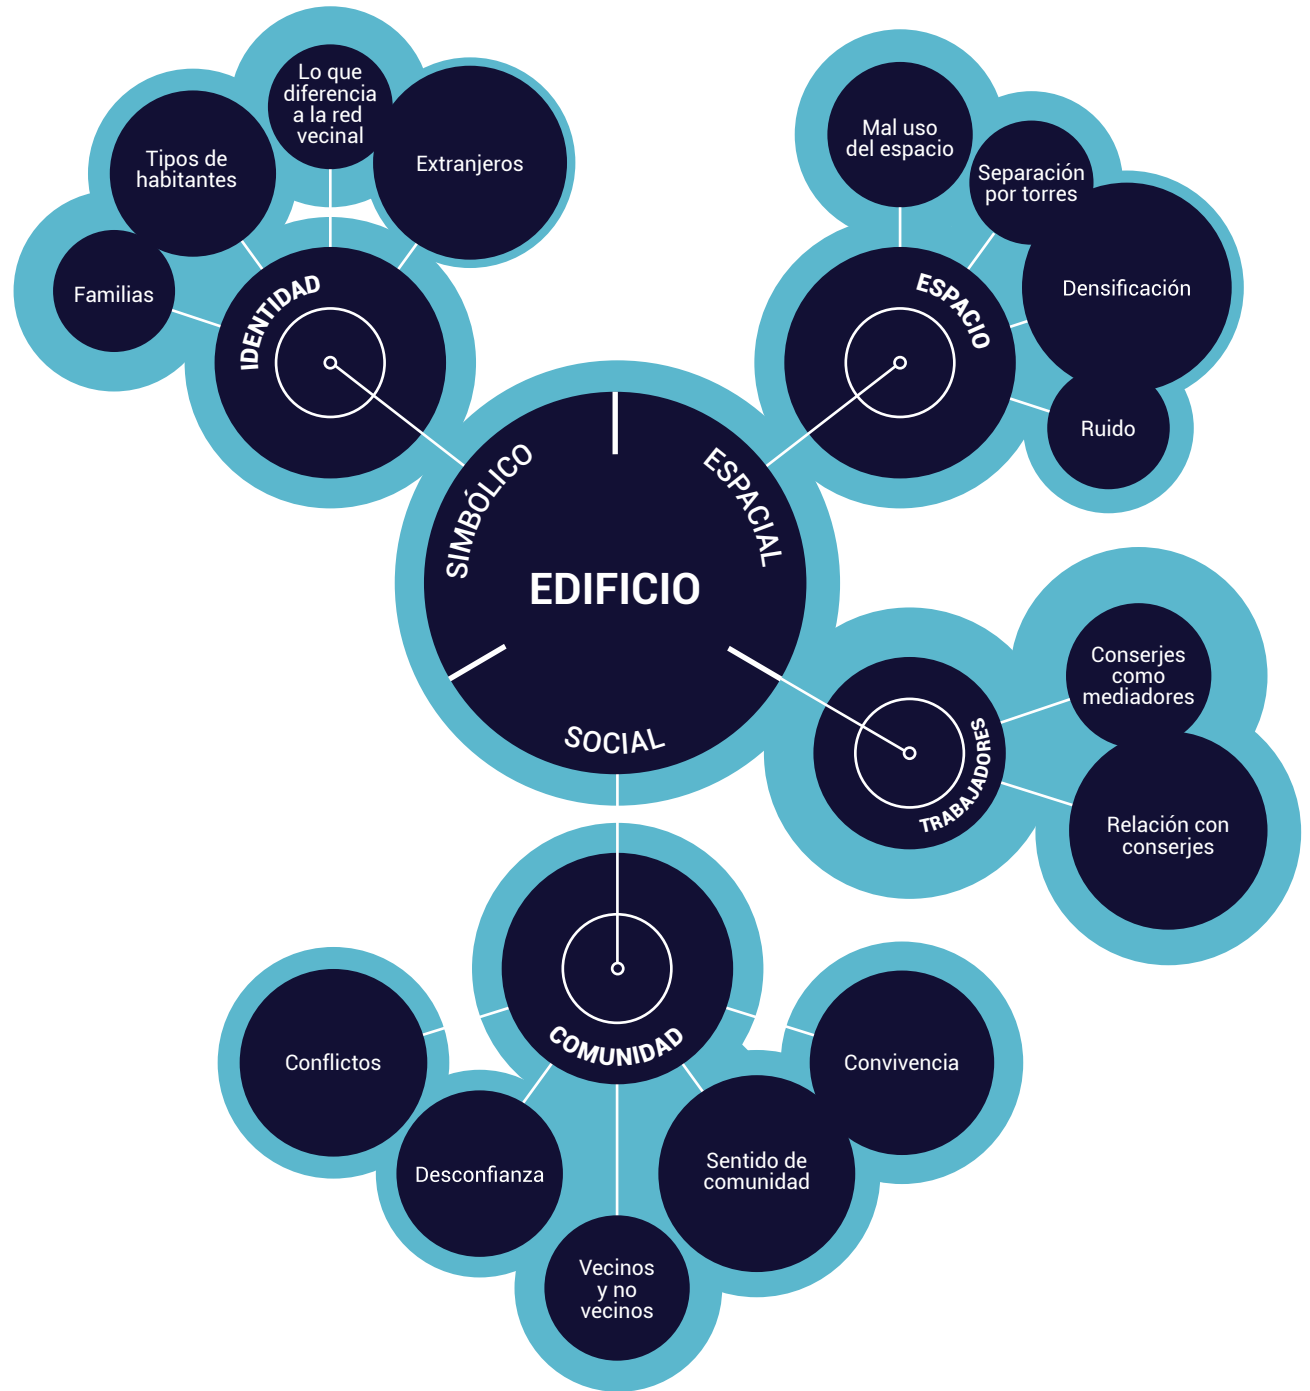 Lo que
diferencia
a la red
vecinal
Tipos de
habitantes
Extranjeros
Familias
IDENTIDAD
Mal uso
del espacio
Separación
por torres
Densificación
Ruido
ESPACIO
SIMBÓLICO
ESPACIAL
EDIFICIO
SOCIAL
Conserjes
como
mediadores
TRABAJADORES
Relación con
conserjes
COMUNIDAD
Conflictos
Desconfianza
Vecinos
y no
vecinos
Sentido de
comunidad
Convivencia